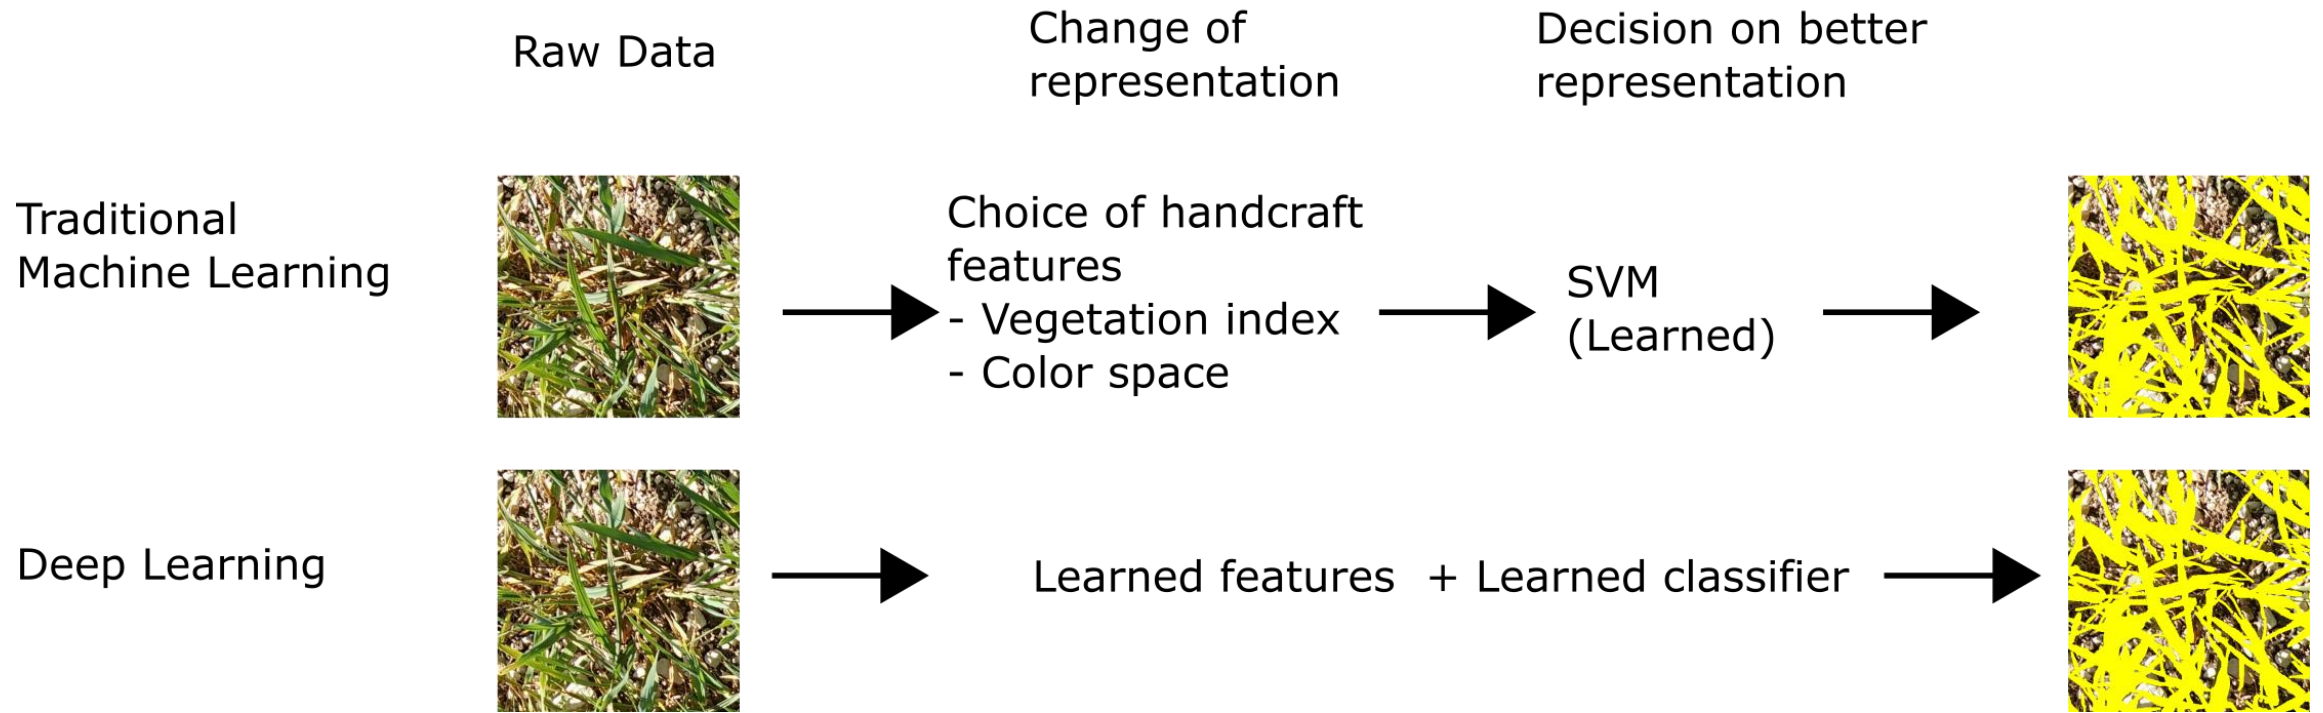 Raw Data
Change of
representation
Decision on better
representation
Traditional
Machine Learning
Choice of handcraft
features
- Vegetation index
- Color space
SVM
(Learned)
Deep Learning
Learned features + Learned classifier